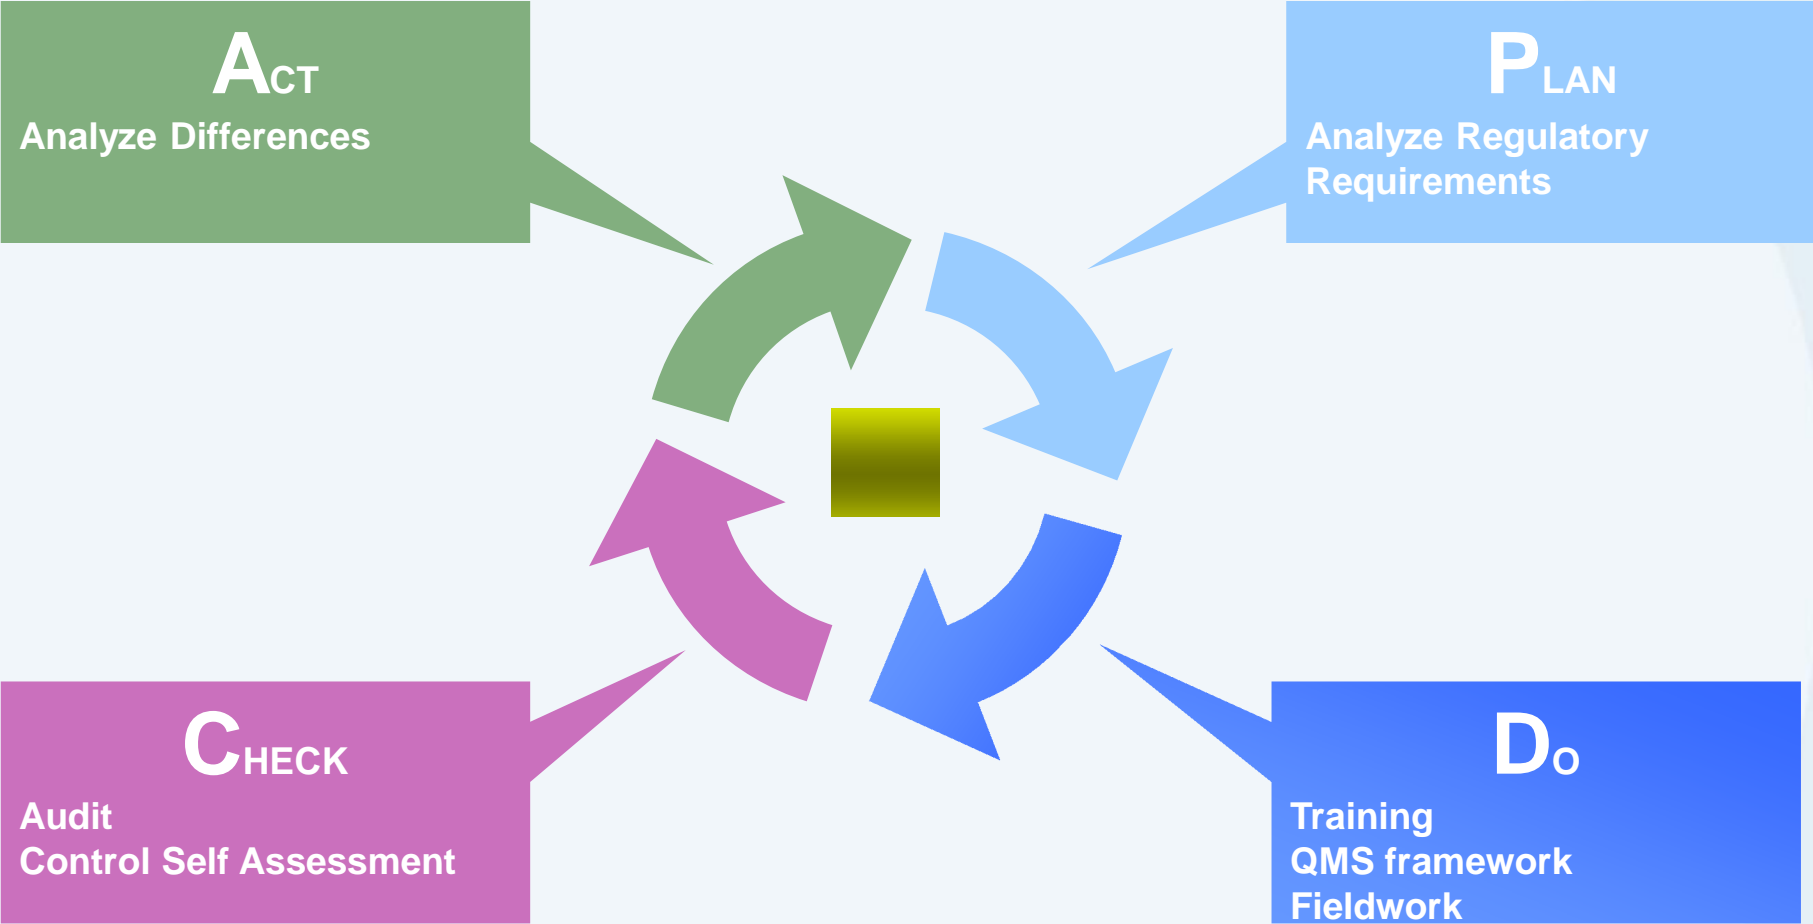 ACT
Analyze Differences
PLAN
Analyze Regulatory
Requirements
CHECK
Audit
Control Self Assessment
DO
Training
QMS framework
Fieldwork